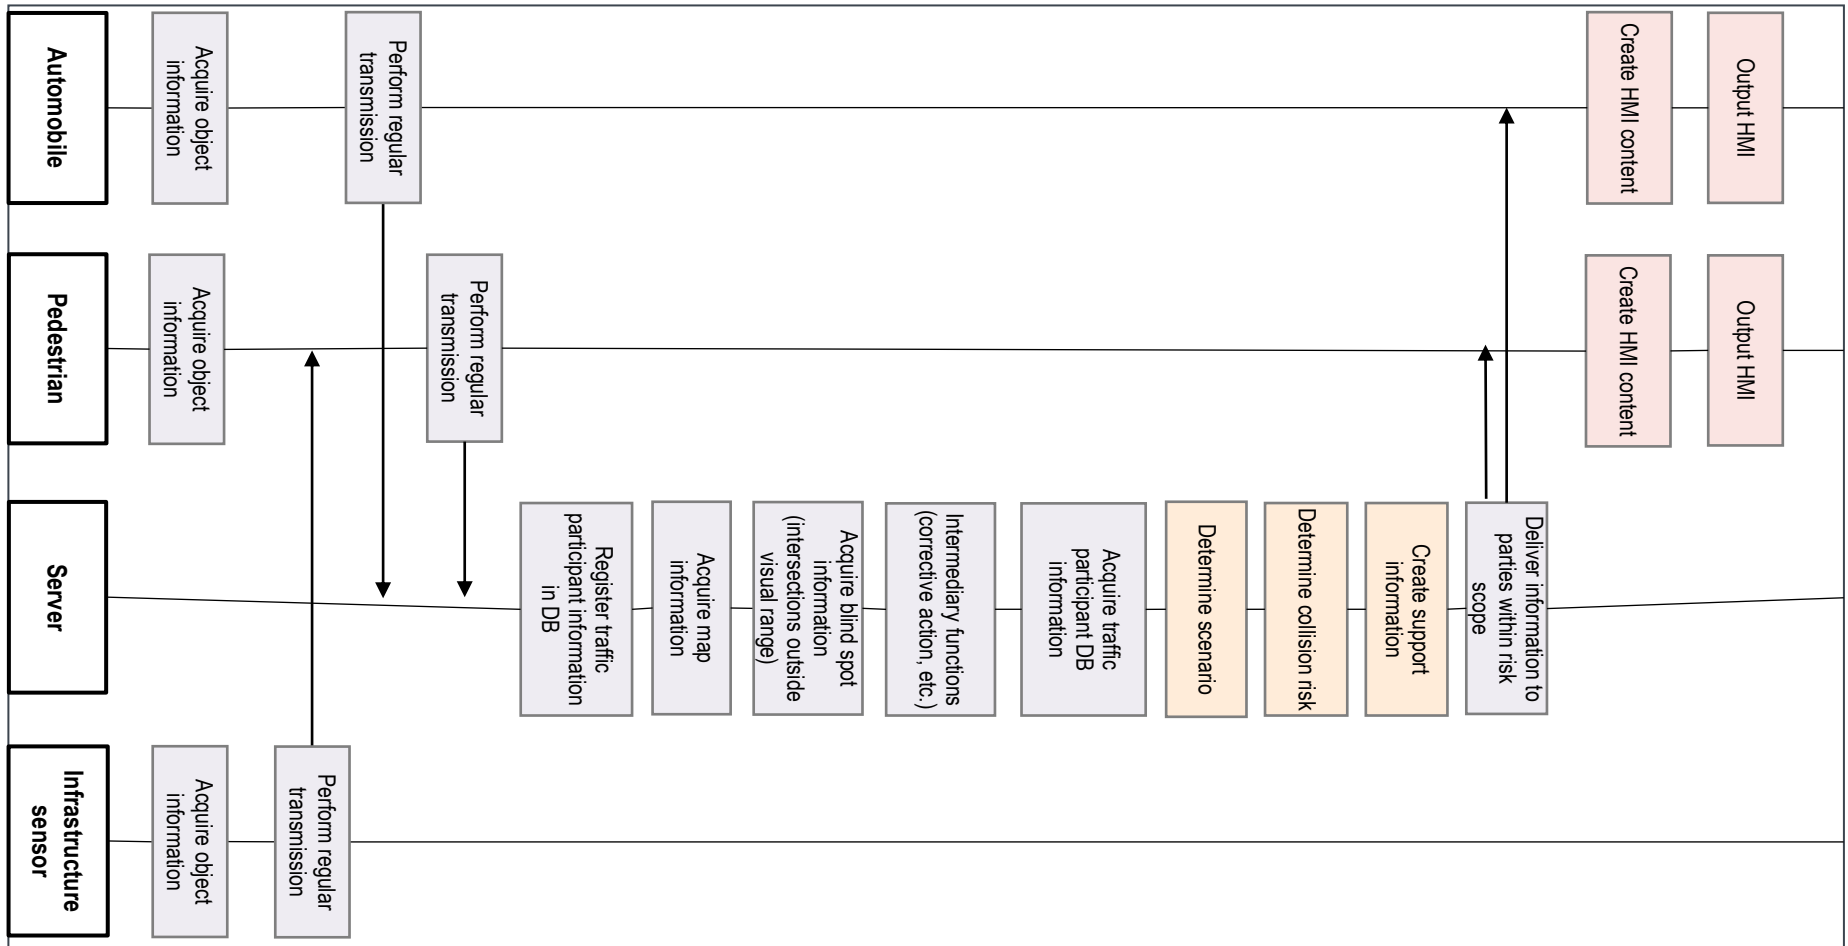 Automobile
Acquire object
information
Perform regular
transmission
Create HMI content
Output HMI
Pedestrian
Acquire object
information
Perform regular
transmission
Create HMI content
Output HMI
Server
Register traffic
participant information
in DB
Acquire map
information
Acquire blind spot
information
(intersections outside
visual range)
Intermediary functions
(corrective action, etc.)
Acquire traffic
participant DB
information
Determine scenario
Determine collision risk
Create support
information
Deliver information to
parties within risk
scope
Infrastructure
sensor
Acquire object
information
Perform regular
transmission